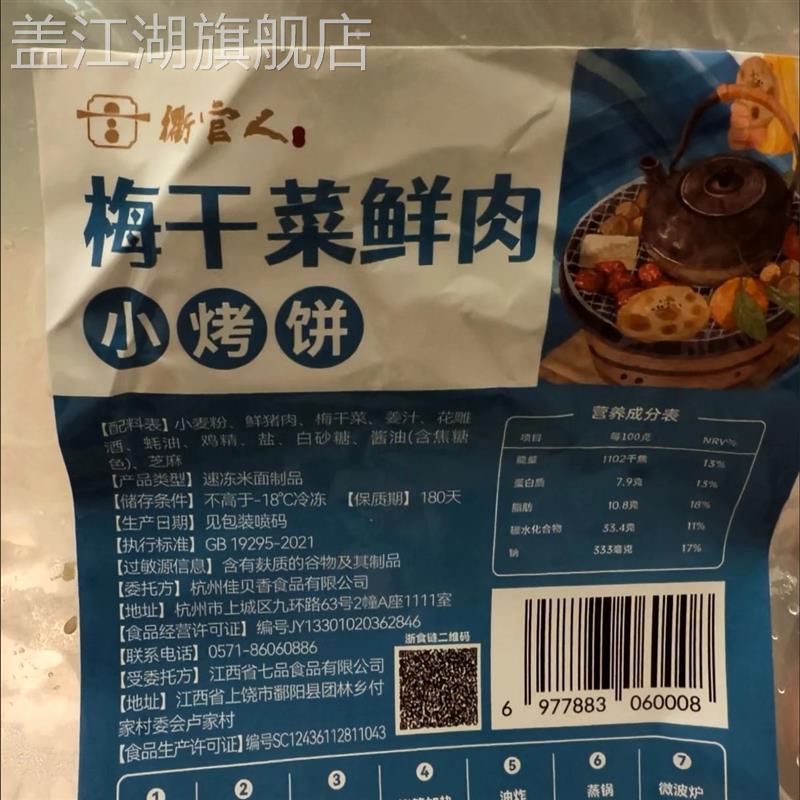 盖江湖旗舰店
衢官人
梅干菜鲜肉
小烤饼
【配料表】小麦粉、鲜猪肉、梅干菜、姜汁、花雕
酒、蚝油、鸡精、盐、白砂糖、酱油(含焦糖
色)、芝麻
【产品类型】速冻米面制品
【储存条件】不高于-18℃冷冻 【保质期】180天
【生产日期】见包装喷码
【执行标准】GB 19295-2021
【过敏源信息】含有麸质的谷物及其制品
【委托方】杭州佳贝香食品有限公司
【地址】杭州市上城区九环路63号2幢A座1111室
【食品经营许可证】编号JY13301020362846
【联系电话】0571-86060886
【受委托方】江西省七品食品有限公司
【地址】江西省上饶市鄱阳县团林乡付
家村委会卢家村
【食品生产许可证】编号SC12436112811043
浙食链二维码
营养成分表
项目 每100克 NRV%
能量 1102千焦 13%
蛋白质 7.9克 13%
脂肪 10.8克 18%
碳水化合物 33.4克 11%
钠 333毫克 17%
6 977883 060008
1 2 3 4 5 6 7
油炸 蒸锅 微波炉